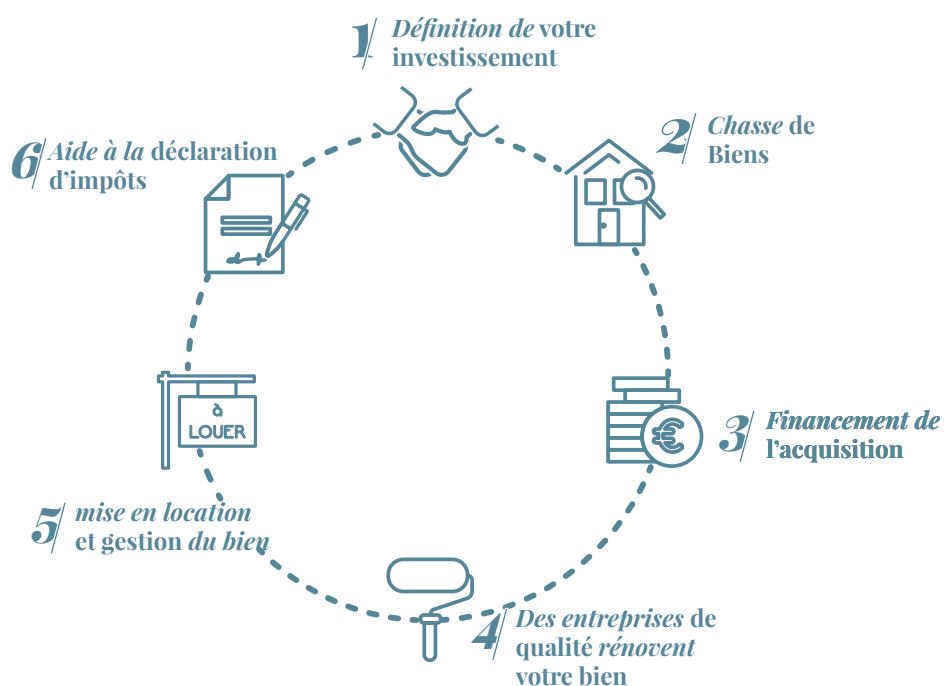 1/ Définition de votre
investissement
2/ Chasse de
Biens
3/ Financement de
l'acquisition
4/ Des entreprises de
qualité rénovent
votre bien
5/ mise en location
et gestion du bien
6/ Aide à la déclaration
d'impôts
à
LOUER
€